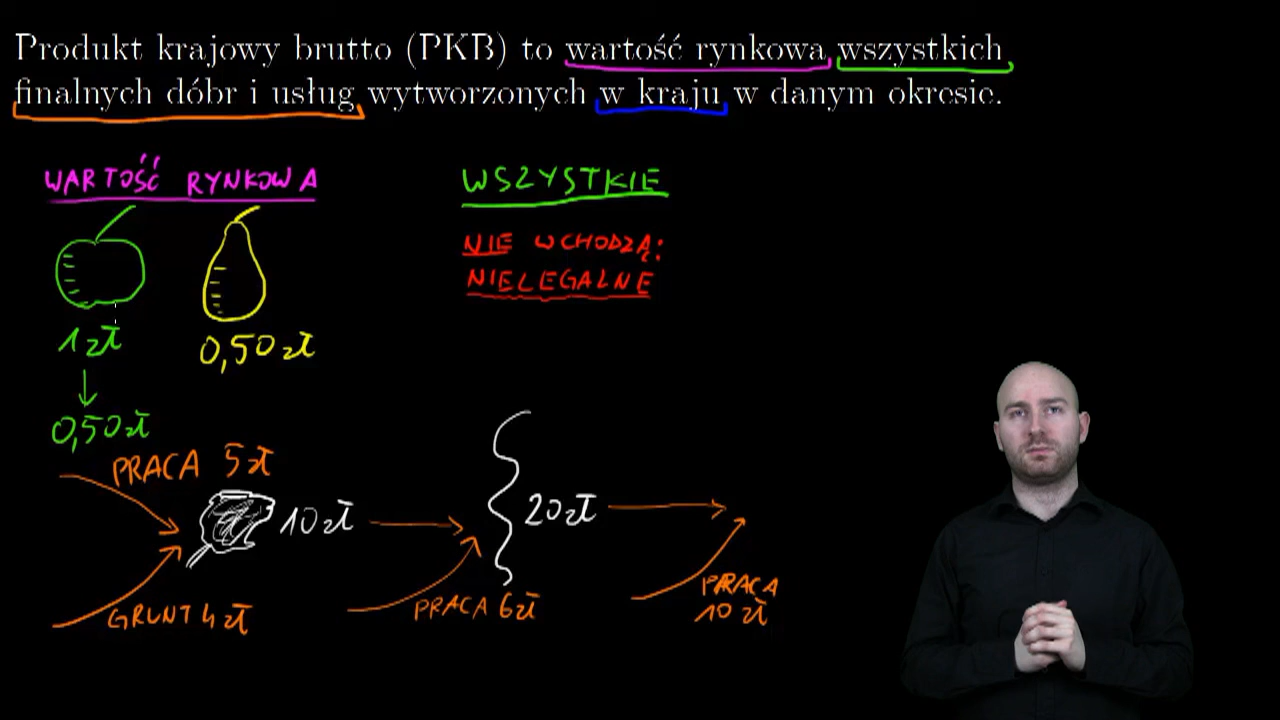 Produkt krajowy brutto (PKB) to wartość rynkowa wszystkich
finalnych dóbr i usług wytworzonych w kraju w danym okresie.
WARTOŚĆ RYNKOWA
1 zł
0,50 zł
0,50 zł
WSZYSTKIE
NIE WCHODZĄ:
NIELEGALNE
PRACA 5 zł
10 zł
GRUNT 4 zł
20 zł
PRACA 6 zł
PRACA
10 zł